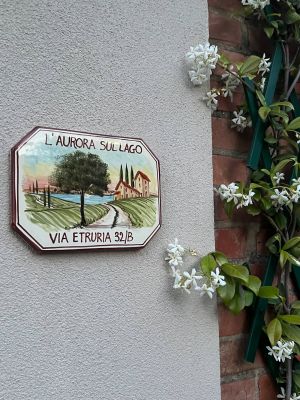 L'AURORA SUL LAGO
VIA ETRURIA 32/B